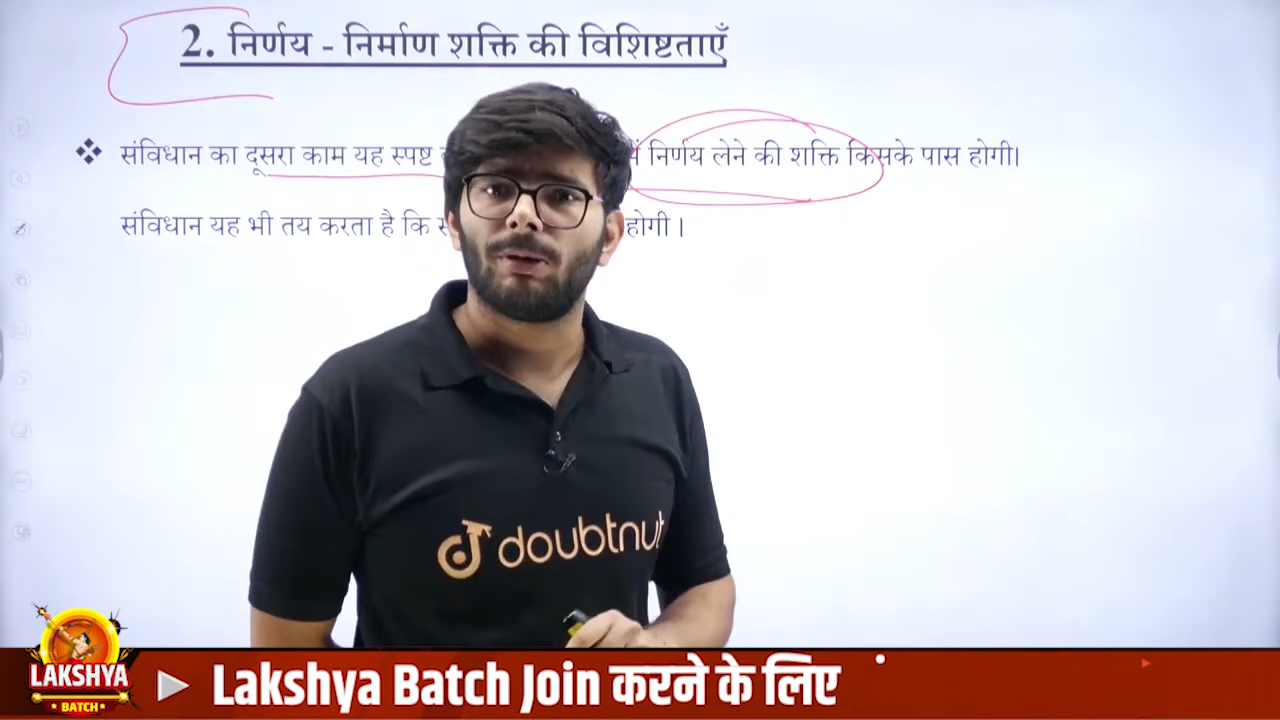 2. निर्णय - निर्माण शक्ति की विशिष्टताएँ
❖ संविधान का दूसरा काम यह स्पष्ट निर्णय लेने की शक्ति किसके पास होगी।
संविधान यह भी तय करता है कि होगी ।
doubtnut
LAKSHYA
BATCH
Lakshya Batch Join करने के लिए